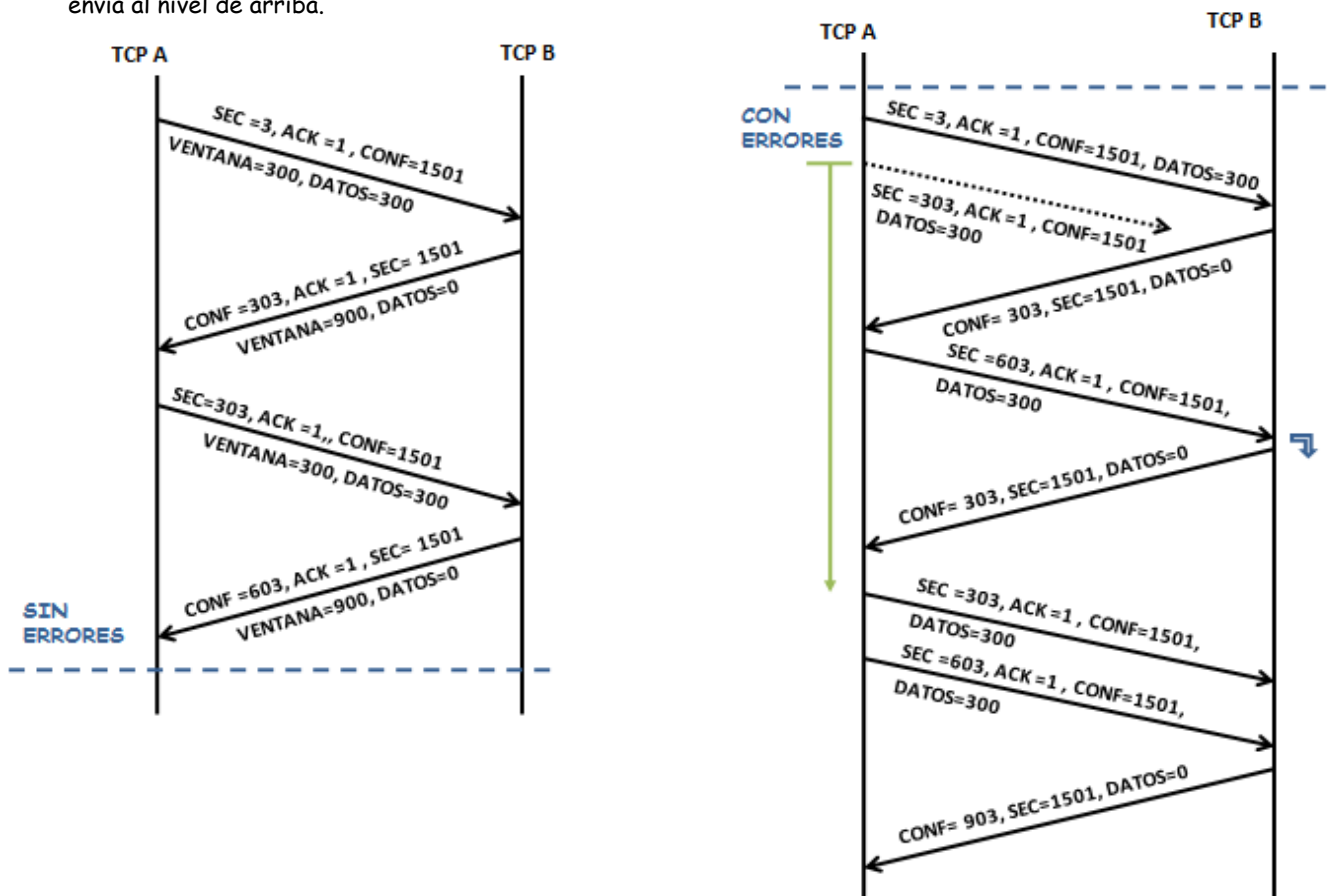 envía al nivel de arriba.
TCP A
TCP B
SEC =3, ACK =1 , CONF=1501
VENTANA=300, DATOS=300
CONF =303, ACK =1 , SEC= 1501
VENTANA=900, DATOS=0
SEC=303, ACK =1,, CONF=1501
VENTANA=300, DATOS=300
CONF =603, ACK =1 , SEC= 1501
VENTANA=900, DATOS=0
SIN
ERRORES
TCP A
TCP B
CON
ERRORES
SEC =3, ACK =1 , CONF=1501, DATOS=300
SEC =303, ACK =1 , CONF=1501
DATOS=300
CONF= 303, SEC=1501, DATOS=0
SEC =603, ACK =1 , CONF=1501,
DATOS=300
CONF= 303, SEC=1501, DATOS=0
SEC =303, ACK =1 , CONF=1501,
DATOS=300
SEC =603, ACK =1 , CONF=1501,
DATOS=300
CONF= 903, SEC=1501, DATOS=0